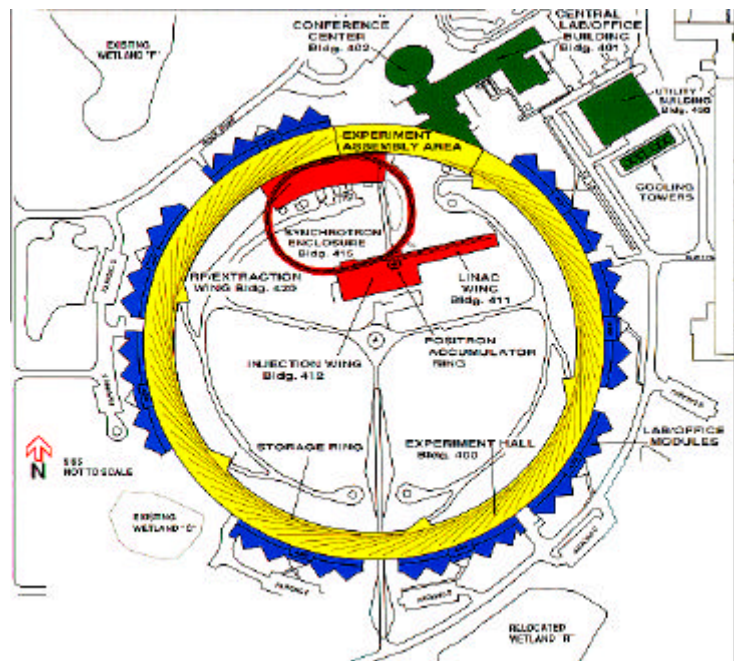 CONFERENCE
CENTER
Bldg. 402
CENTRAL
LAB/OFFICE
BUILDING
Bldg. 401
EXISTING
WETLAND "F"
UTILITY
BUILDING
Bldg. 450
EXPERIMENT
ASSEMBLY AREA
COOLING
TOWERS
SYNCHROTRON
ENCLOSURE
Bldg. 415
RF/EXTRACTION
WING Bldg. 420
LINAC
WING
Bldg. 411
POSITRON
ACCUMULATOR
RING
INJECTION WING
Bldg. 412
STORAGE RING
EXPERIMENT HALL
Bldg. 400
LAB/OFFICE
MODULES
N
NOT TO SCALE
EXISTING
WETLAND "C"
RELOCATED
WETLAND "R"